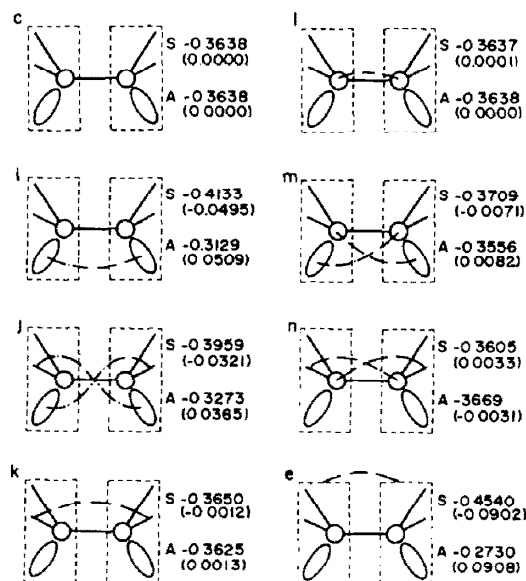 c
S -0.3638
(0.0000)
A -0.3638
(0.0000)
i
S -0.4133
(-0.0495)
A -0.3129
(0.0509)
j
S -0.3959
(-0.0321)
A -0.3273
(0.0365)
k
S -0.3650
(-0.0012)
A -0.3625
(0.0013)
l
S -0.3637
(0.0001)
A -0.3638
(0.0000)
m
S -0.3709
(-0.0071)
A -0.3556
(0.0082)
n
S -0.3605
(0.0033)
A -3669
(-0.0031)
e
S -0.4540
(-0.0902)
A -0.2730
(0.0908)